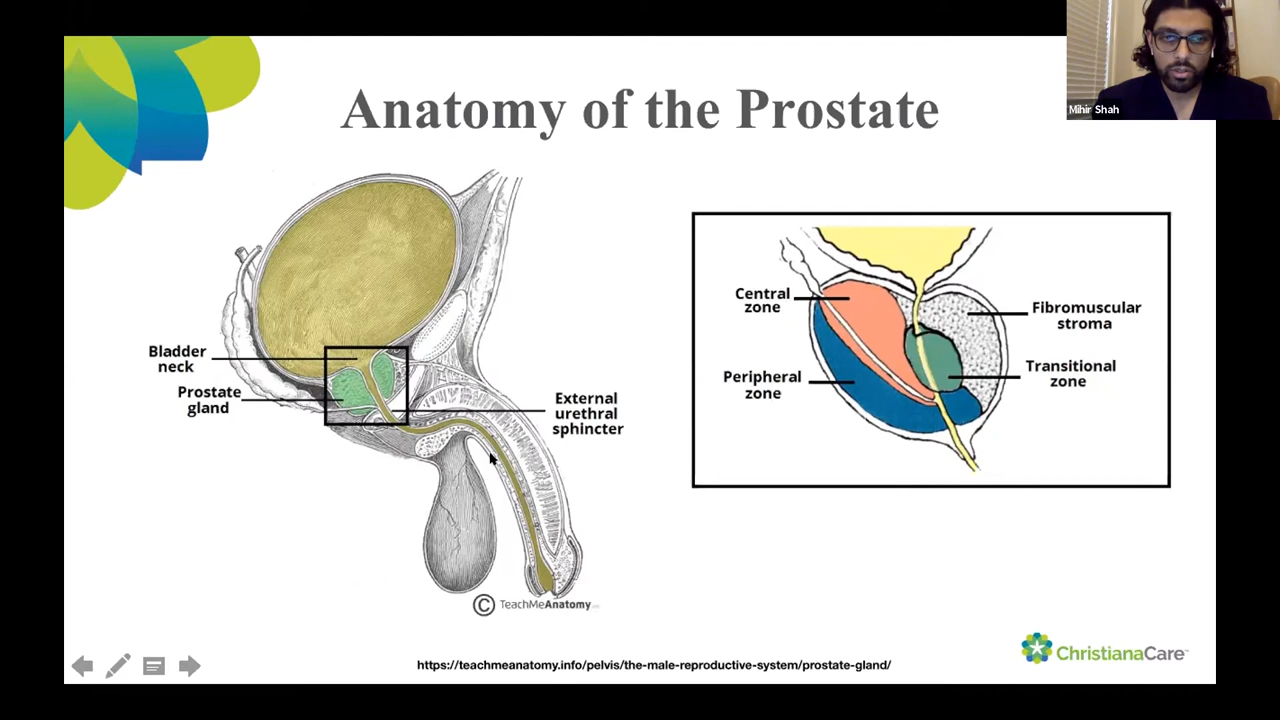 Mihir Shah
Anatomy of the Prostate
Bladder
neck
Prostate
gland
External
urethral
sphincter
© TeachMeAnatomy
Central
zone
Peripheral
zone
Fibromuscular
stroma
Transitional
zone
https://teachmeanatomy.info/pelvis/the-male-reproductive-system/prostate-gland/
ChristianaCare™